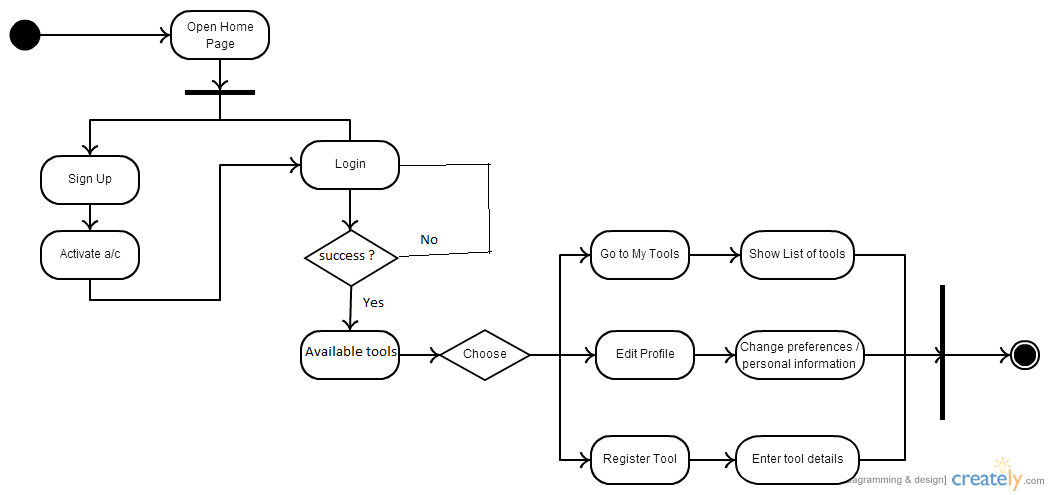 Open Home
Page
Sign Up
Activate a/c
Login
success ?
No
Yes
Available tools
Choose
Go to My Tools
Show List of tools
Edit Profile
Change preferences /
personal information
Register Tool
Enter tool details
[diagramming & design]
creately.com